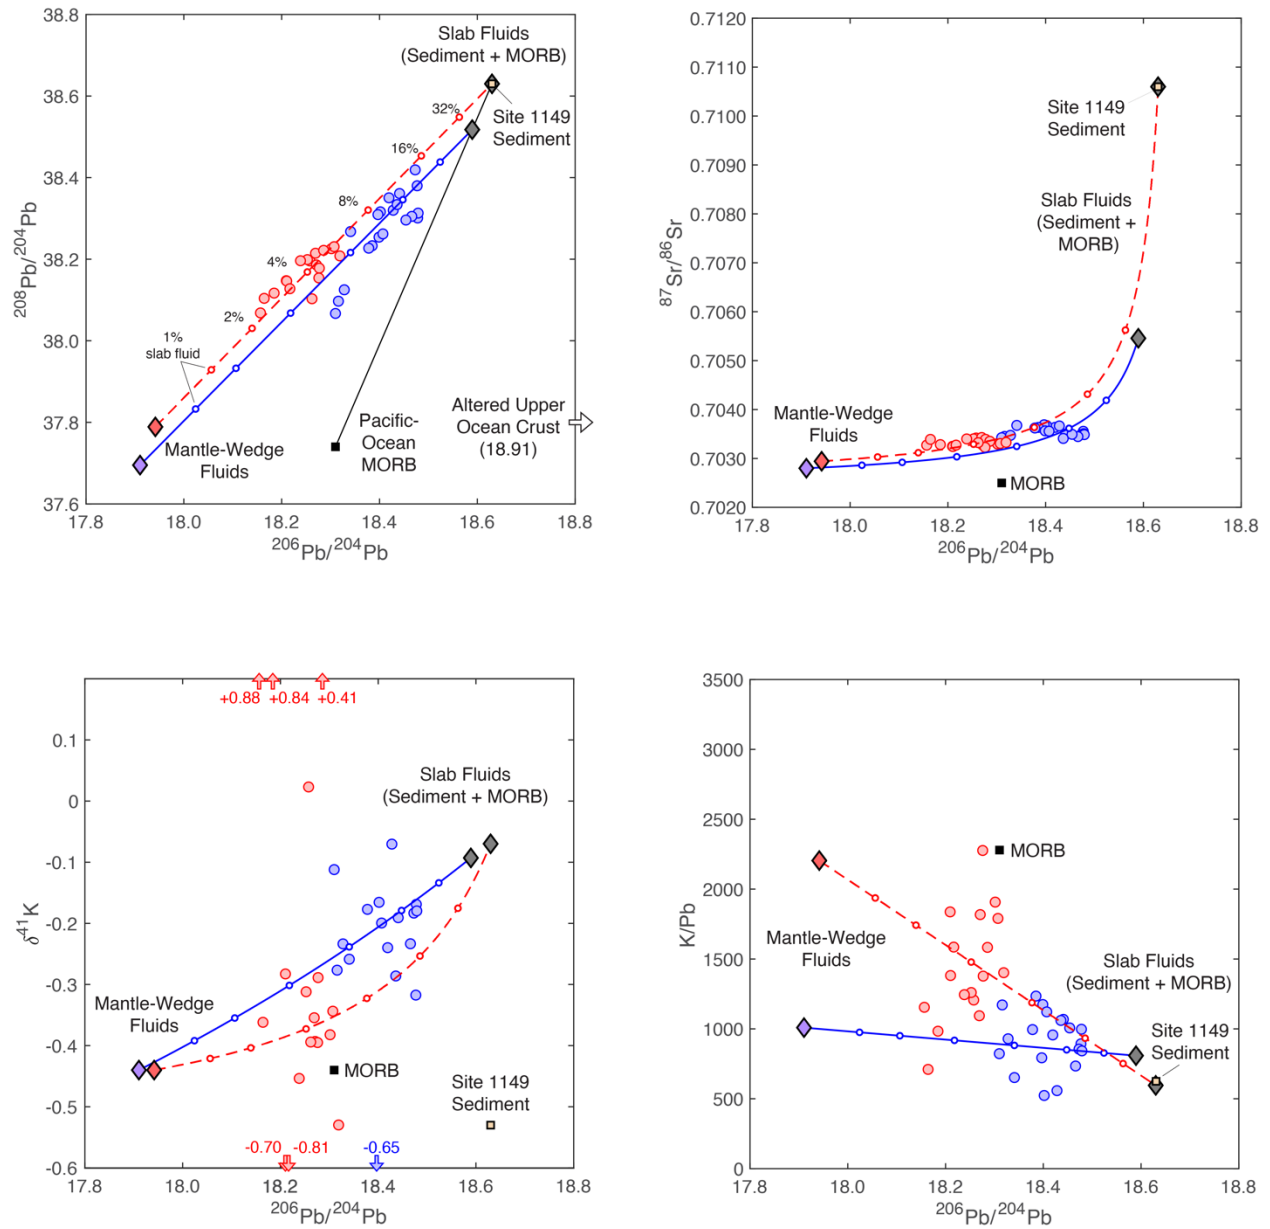 38.8
38.6
38.4
38.2
38.0
37.8
37.6
17.8
18.0
18.2
18.4
18.6
18.8
208Pb/204Pb
206Pb/204Pb
Slab Fluids
(Sediment + MORB)
32%
Site 1149
Sediment
16%
8%
4%
2%
1%
slab fluid
Mantle-Wedge
Fluids
Pacific-
Ocean
MORB
Altered Upper
Ocean Crust
(18.91)
0.7120
0.7110
0.7100
0.7090
0.7080
0.7070
0.7060
0.7050
0.7040
0.7030
0.7020
17.8
18.0
18.2
18.4
18.6
18.8
87Sr/86Sr
206Pb/204Pb
Site 1149
Sediment
Slab Fluids
(Sediment +
MORB)
Mantle-Wedge
Fluids
MORB
0.1
0
-0.1
-0.2
-0.3
-0.4
-0.5
-0.6
17.8
18.0
18.2
18.4
18.6
18.8
δ41K
206Pb/204Pb
+0.88
+0.84
+0.41
Slab Fluids
(Sediment + MORB)
Mantle-Wedge
Fluids
MORB
Site 1149
Sediment
-0.70
-0.81
-0.65
3500
3000
2500
2000
1500
1000
500
0
17.8
18.0
18.2
18.4
18.6
18.8
K/Pb
206Pb/204Pb
MORB
Mantle-Wedge
Fluids
Slab Fluids
(Sediment + MORB)
Site 1149
Sediment